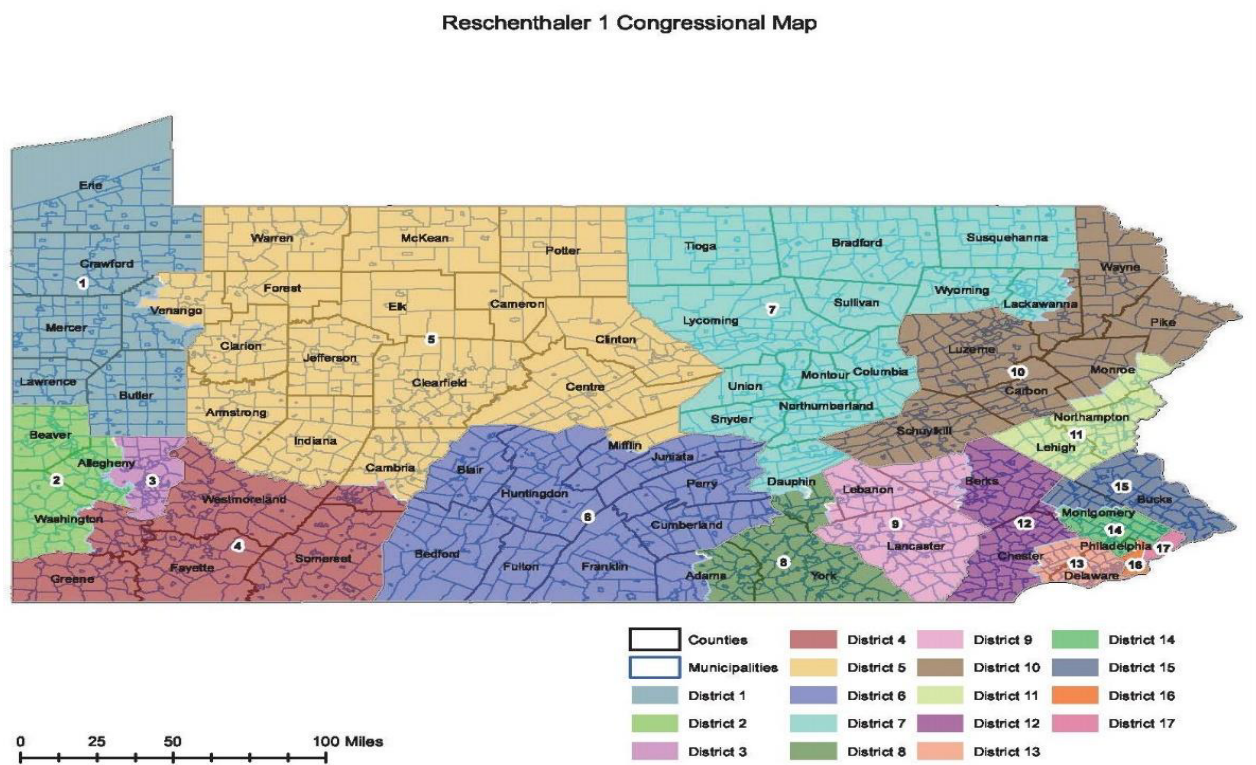 Reschenthaler 1 Congressional Map
Erie
Warren
McKean
Potter
Tioga
Bradford
Susquehanna
Wayne
Crawford
1
Venango
Forest
Elk
Cameron
Lycoming
7
Sullivan
Wyoming
Lackawanna
Pike
Mercer
Clarion
Jefferson
5
Clinton
Luzerne
10
Monroe
Lawrence
Butler
Clearfield
Centre
Union
Montour
Columbia
Carbon
Armstrong
Snyder
Northumberland
Northampton
Beaver
Indiana
Mifflin
Schuylkill
11
Lehigh
Allegheny
2
3
Cambria
Blair
Juniata
Huntingdon
Perry
Dauphin
Lebanon
Berks
15
Bucks
Washington
Westmoreland
6
Cumberland
9
12
Montgomery
14
4
Lancaster
Philadelphia
17
Greene
Fayette
Somerset
Bedford
Fulton
Franklin
Adams
8
York
Chester
13
16
Delaware
Counties
Municipalities
District 1
District 2
District 3
District 4
District 5
District 6
District 7
District 8
District 9
District 10
District 11
District 12
District 13
District 14
District 15
District 16
District 17
0 25 50 100 Miles